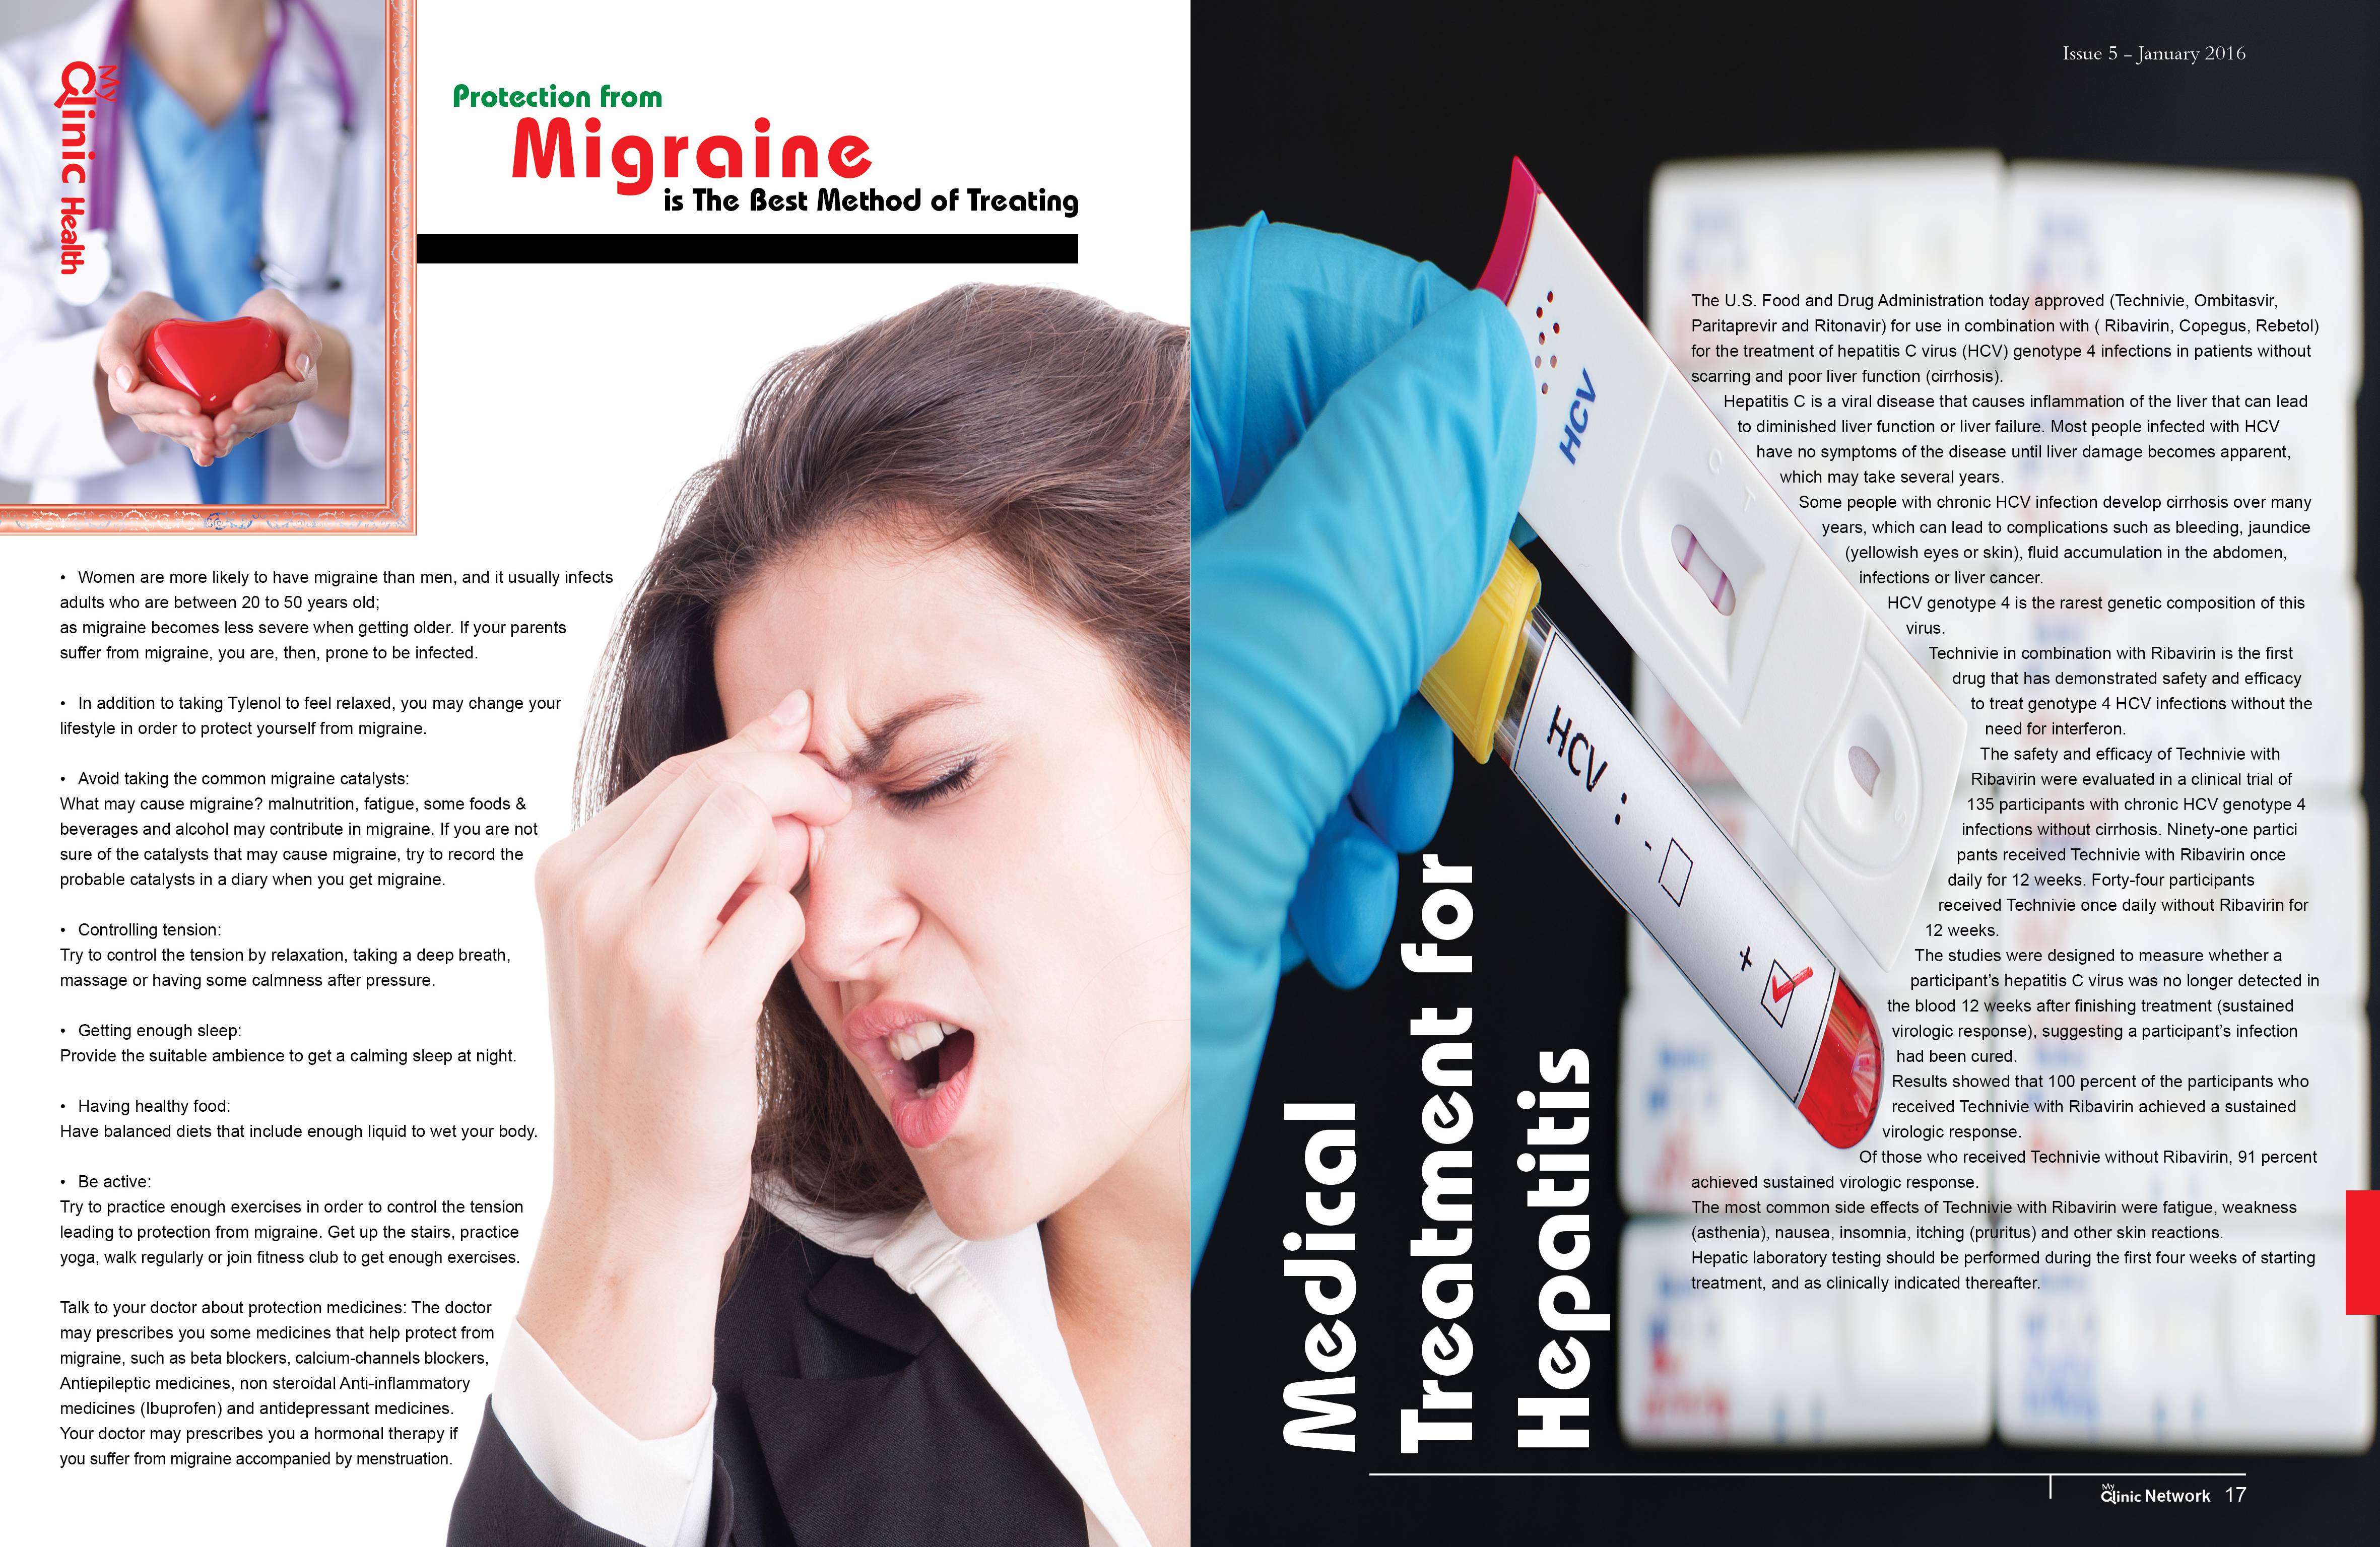 My
Clinic Health
Protection from
Migraine
is The Best Method of Treating
• Women are more likely to have migraine than men, and it usually infects
adults who are between 20 to 50 years old;
as migraine becomes less severe when getting older. If your parents
suffer from migraine, you are, then, prone to be infected.
• In addition to taking Tylenol to feel relaxed, you may change your
lifestyle in order to protect yourself from migraine.
• Avoid taking the common migraine catalysts:
What may cause migraine? malnutrition, fatigue, some foods &
beverages and alcohol may contribute in migraine. If you are not
sure of the catalysts that may cause migraine, try to record the
probable catalysts in a diary when you get migraine.
• Controlling tension:
Try to control the tension by relaxation, taking a deep breath,
massage or having some calmness after pressure.
• Getting enough sleep:
Provide the suitable ambience to get a calming sleep at night.
• Having healthy food:
Have balanced diets that include enough liquid to wet your body.
• Be active:
Try to practice enough exercises in order to control the tension
leading to protection from migraine. Get up the stairs, practice
yoga, walk regularly or join fitness club to get enough exercises.
Talk to your doctor about protection medicines: The doctor
may prescribes you some medicines that help protect from
migraine, such as beta blockers, calcium-channels blockers,
Antiepileptic medicines, non steroidal Anti-inflammatory
medicines (Ibuprofen) and antidepressant medicines.
Your doctor may prescribes you a hormonal therapy if
you suffer from migraine accompanied by menstruation.
Issue 5 – January 2016
Medical
Treatment for
Hepatitis
HCV
C
T
S
HCV : -
+
The U.S. Food and Drug Administration today approved (Technivie, Ombitasvir,
Paritaprevir and Ritonavir) for use in combination with ( Ribavirin, Copegus, Rebetol)
for the treatment of hepatitis C virus (HCV) genotype 4 infections in patients without
scarring and poor liver function (cirrhosis).
Hepatitis C is a viral disease that causes inflammation of the liver that can lead
to diminished liver function or liver failure. Most people infected with HCV
have no symptoms of the disease until liver damage becomes apparent,
which may take several years.
Some people with chronic HCV infection develop cirrhosis over many
years, which can lead to complications such as bleeding, jaundice
(yellowish eyes or skin), fluid accumulation in the abdomen,
infections or liver cancer.
HCV genotype 4 is the rarest genetic composition of this
virus.
Technivie in combination with Ribavirin is the first
drug that has demonstrated safety and efficacy
to treat genotype 4 HCV infections without the
need for interferon.
The safety and efficacy of Technivie with
Ribavirin were evaluated in a clinical trial of
135 participants with chronic HCV genotype 4
infections without cirrhosis. Ninety-one partici
pants received Technivie with Ribavirin once
daily for 12 weeks. Forty-four participants
received Technivie once daily without Ribavirin for
12 weeks.
The studies were designed to measure whether a
participant's hepatitis C virus was no longer detected in
the blood 12 weeks after finishing treatment (sustained
virologic response), suggesting a participant's infection
had been cured.
Results showed that 100 percent of the participants who
received Technivie with Ribavirin achieved a sustained
virologic response.
Of those who received Technivie without Ribavirin, 91 percent
achieved sustained virologic response.
The most common side effects of Technivie with Ribavirin were fatigue, weakness
(asthenia), nausea, insomnia, itching (pruritus) and other skin reactions.
Hepatic laboratory testing should be performed during the first four weeks of starting
treatment, and as clinically indicated thereafter.
My
Clinic Network 17